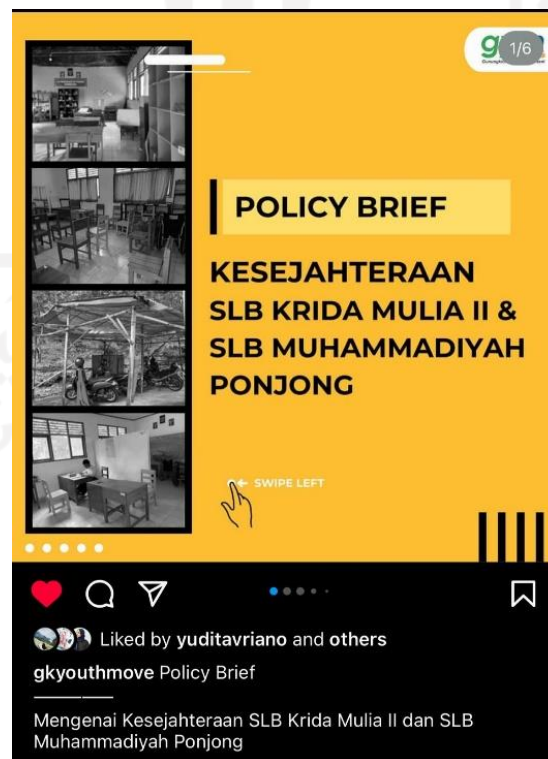 1/6
POLICY BRIEF
KESEJAHTERAAN
SLB KRIDA MULIA II &
SLB MUHAMMADIYAH
PONJONG
SWIPE LEFT
Liked by yuditavriano and others
gkyouthmove Policy Brief
Mengenai Kesejahteraan SLB Krida Mulia II dan SLB
Muhammadiyah Ponjong